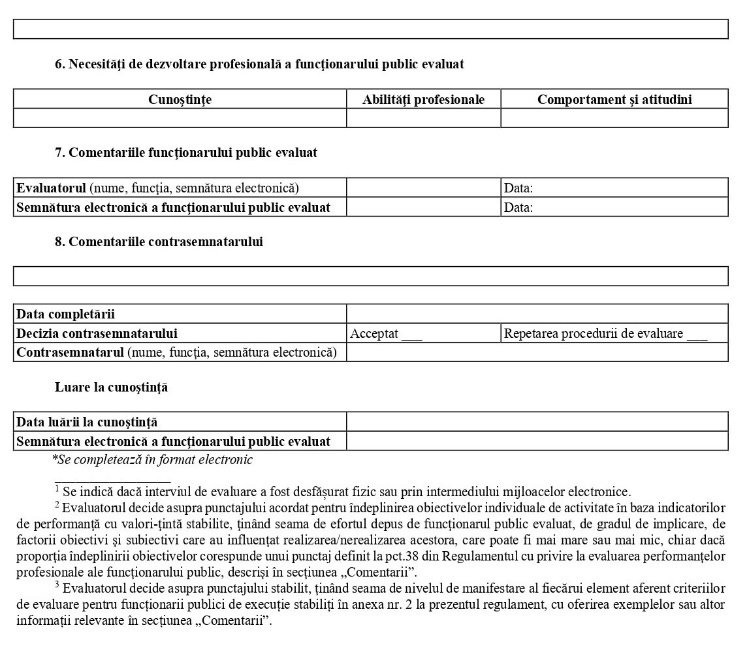 6. Necesităţi de dezvoltare profesională a funcţionarului public evaluat
Cunoştinţe Abilităţi profesionale Comportament şi atitudini
7. Comentariile funcţionarului public evaluat
Evaluatorul (nume, funcţia, semnătura electronică) Data:
Semnătura electronică a funcţionarului public evaluat Data:
8. Comentariile contrasemnatarului
Data completării
Decizia contrasemnatarului Acceptat ___ Repetarea procedurii de evaluare ___
Contrasemnatarul (nume, funcţia, semnătura electronică)
Luare la cunoştinţă
Data luării la cunoştinţă
Semnătura electronică a funcţionarului public evaluat
*Se completează în format electronic
1 Se indică dacă interviul de evaluare a fost desfăşurat fizic sau prin intermediului mijloacelor electronice.
2 Evaluatorul decide asupra punctajului acordat pentru îndeplinirea obiectivelor individuale de activitate în baza indicatorilor
de performanţă cu valori-ţintă stabilite, ţinând seama de efortul depus de funcţionarul public evaluat, de gradul de implicare, de
factorii obiectivi şi subiectivi care au influenţat realizarea/nerealizarea acestora, care poate fi mai mare sau mai mic, chiar dacă
proporţia îndeplinirii obiectivelor corespunde unui punctaj definit la pct.38 din Regulamentul cu privire la evaluarea performanţelor
profesionale ale funcţionarului public, descrişi în secţiunea „Comentarii”.
3 Evaluatorul decide asupra punctajului stabilit, ţinând seama de nivelul de manifestare al fiecărui element aferent criteriilor
de evaluare pentru funcţionarii publici de execuţie stabiliţi în anexa nr. 2 la prezentul regulament, cu oferirea exemplelor sau altor
informaţii relevante în secţiunea „Comentarii”.